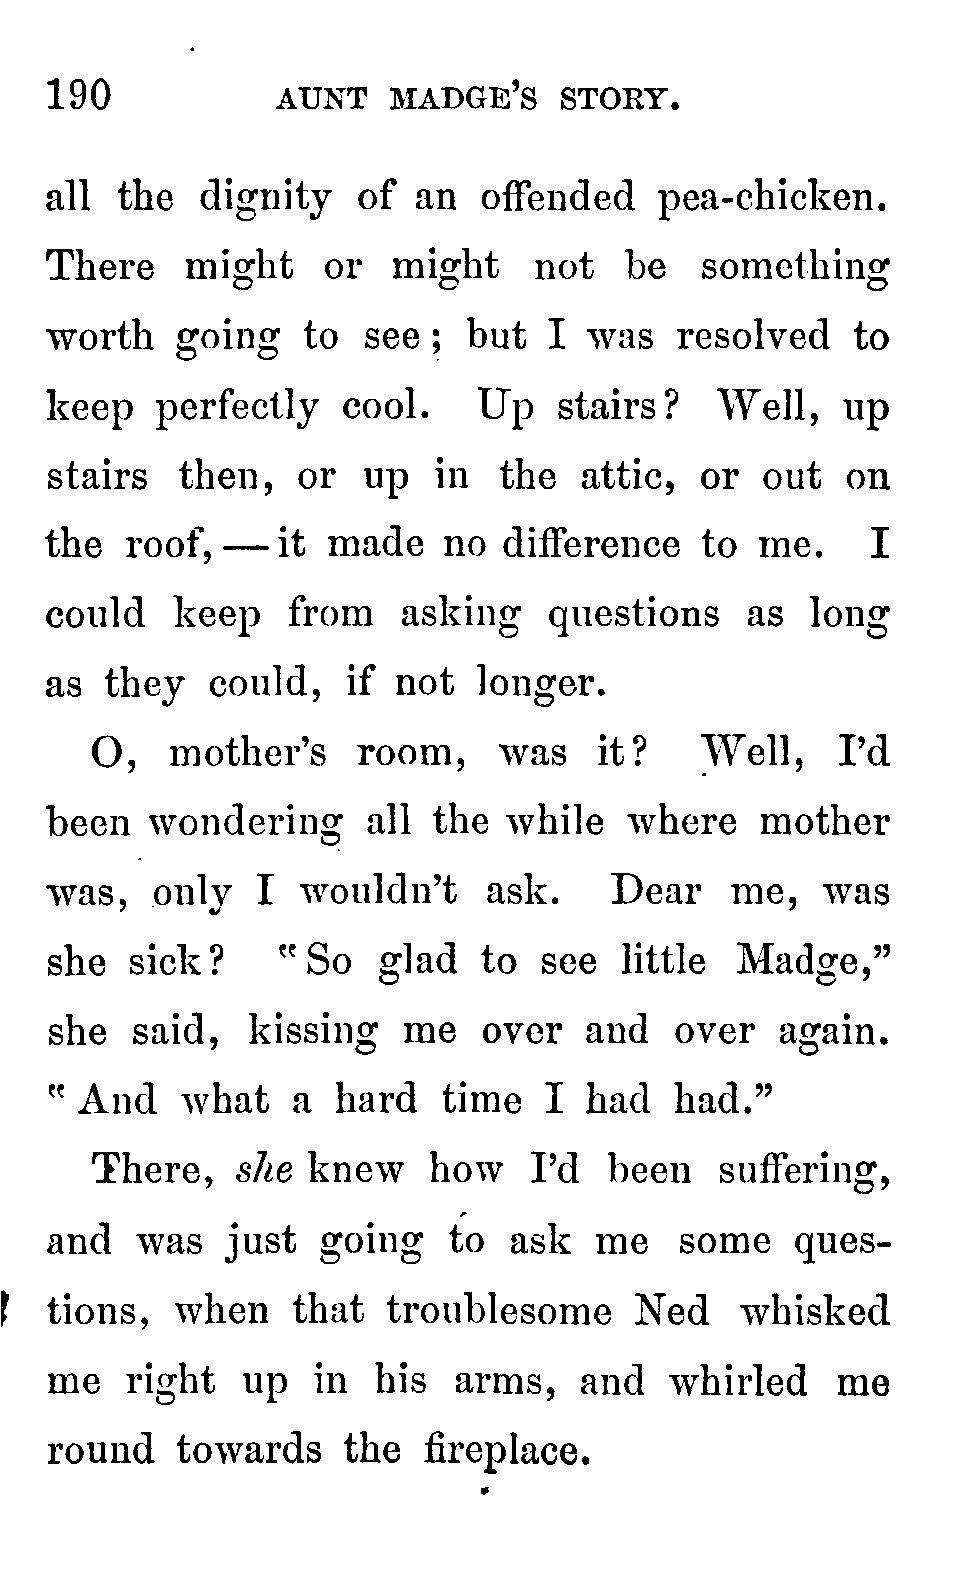 190 AUNT MADGE'S STORY.
all the dignity of an offended pea-chicken.
There might or might not be something
worth going to see; but I was resolved to
keep perfectly cool. Up stairs? Well, up
stairs then, or up in the attic, or out on
the roof,—it made no difference to me. I
could keep from asking questions as long
as they could, if not longer.
O, mother's room, was it? Well, I'd
been wondering all the while where mother
was, only I wouldn't ask. Dear me, was
she sick? "So glad to see little Madge,"
she said, kissing me over and over again.
"And what a hard time I had had."
There, she knew how I'd been suffering,
and was just going to ask me some ques-
tions, when that troublesome Ned whisked
me right up in his arms, and whirled me
round towards the fireplace.